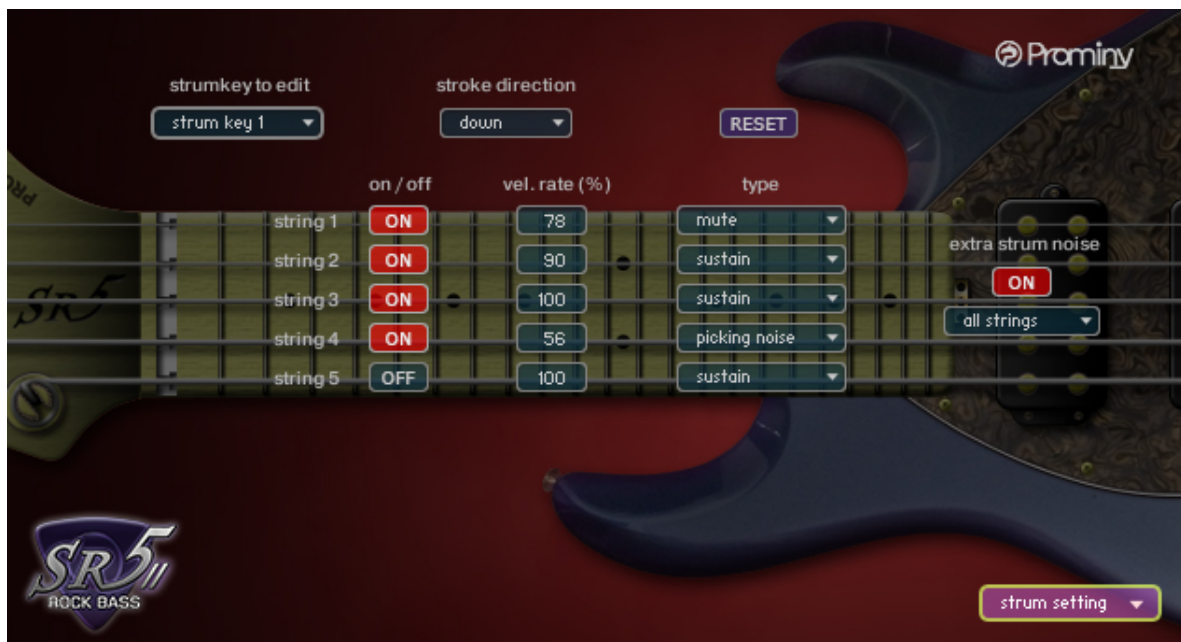 Prominy
strumkey to edit
stroke direction
strum key 1
down
RESET
on / off
vel. rate (%)
type
string 1
ON
78
mute
string 2
ON
90
sustain
string 3
ON
100
sustain
string 4
ON
56
picking noise
string 5
OFF
100
sustain
extra strum noise
ON
all strings
SR5
SR5 II
ROCK BASS
strum setting